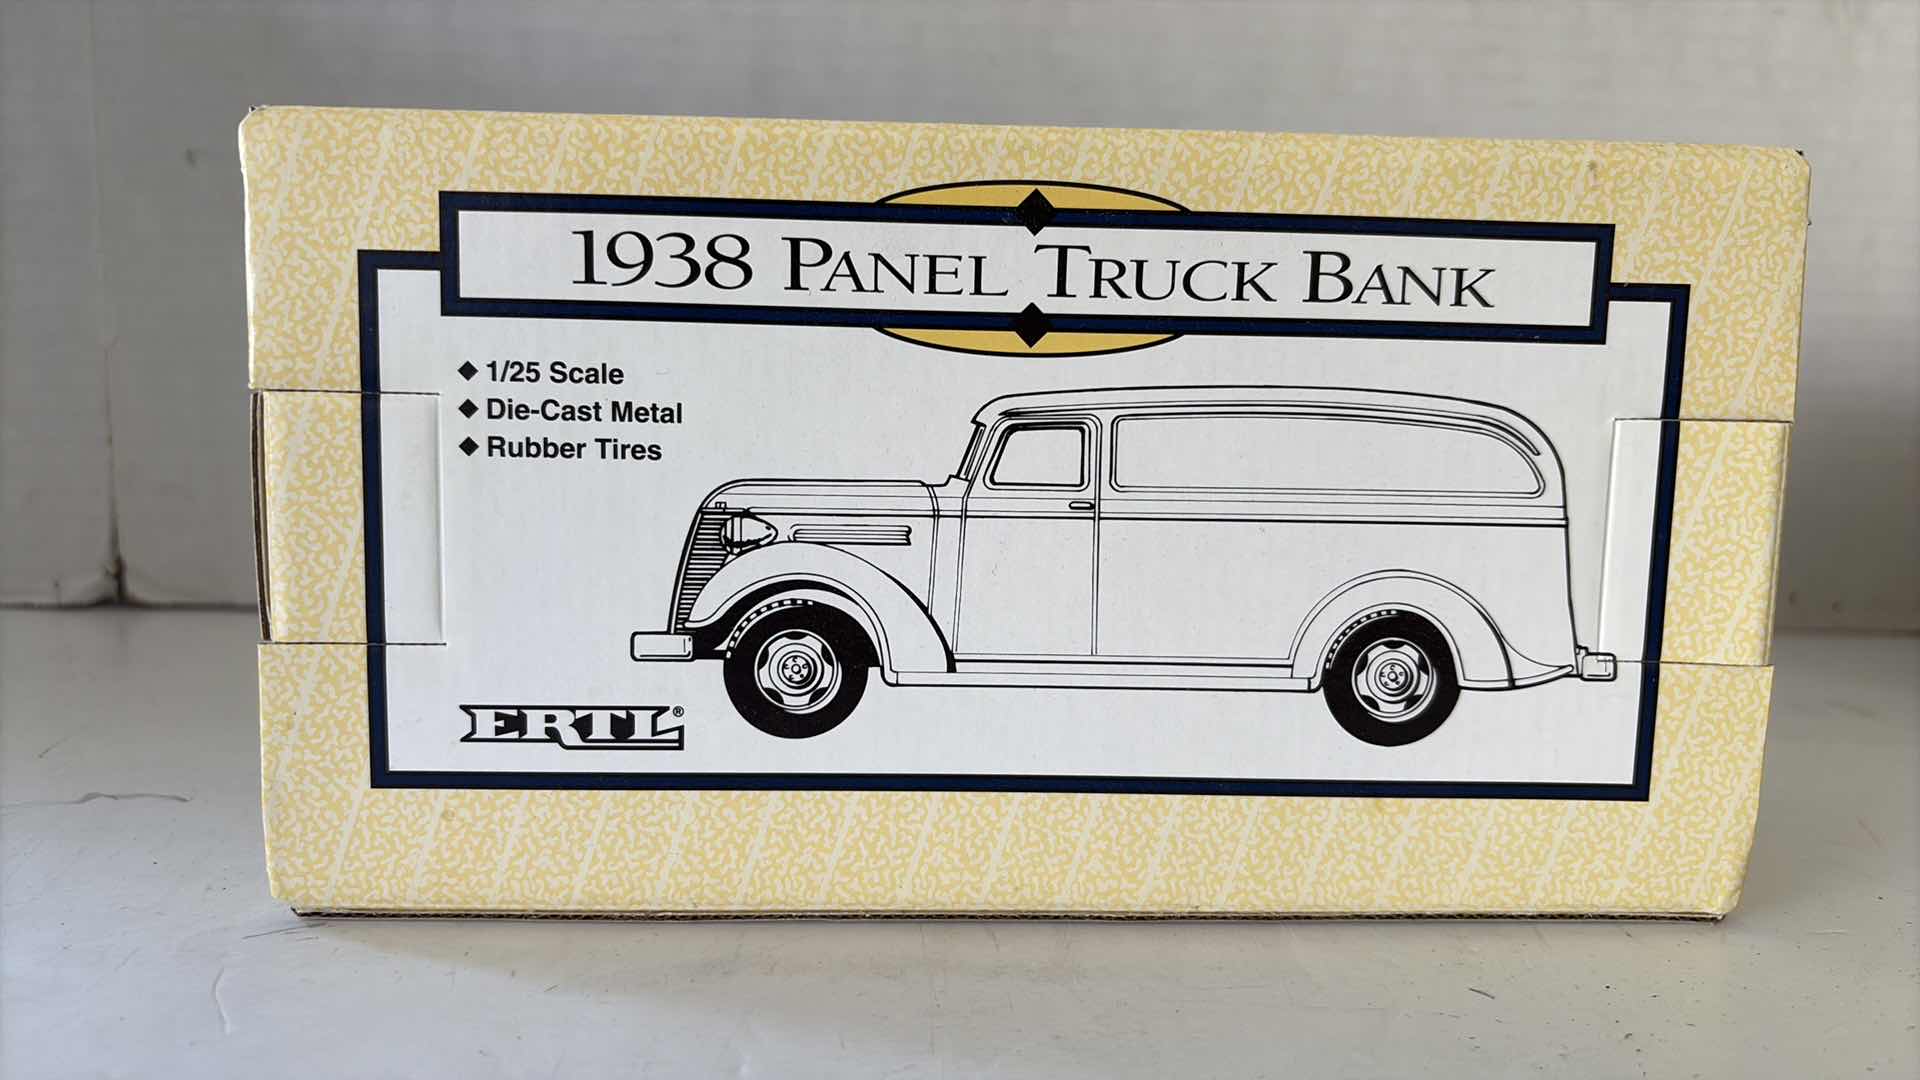 1938 PANEL TRUCK BANK
◆ 1/25 Scale
◆ Die-Cast Metal
◆ Rubber Tires
ERTL®